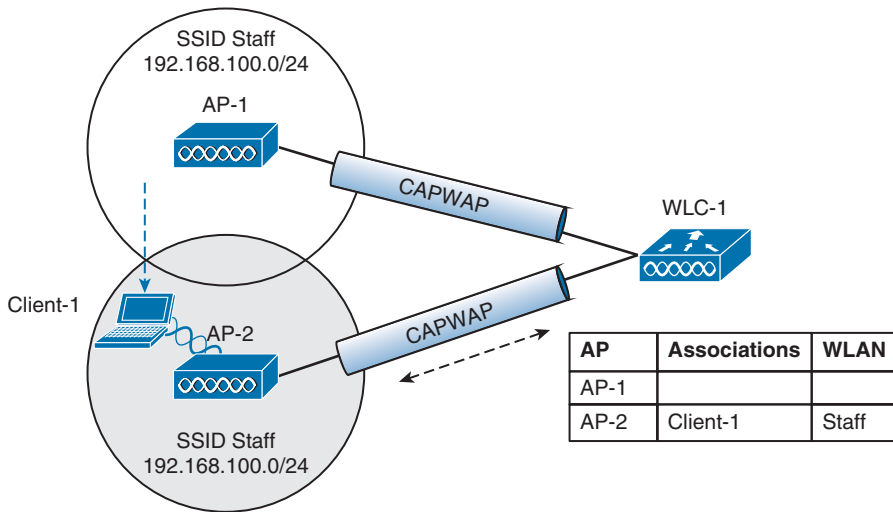 SSID Staff
192.168.100.0/24
AP-1
CAPWAP
WLC-1
Client-1
AP-2
CAPWAP
SSID Staff
192.168.100.0/24
AP Associations WLAN
AP-1
AP-2 Client-1 Staff